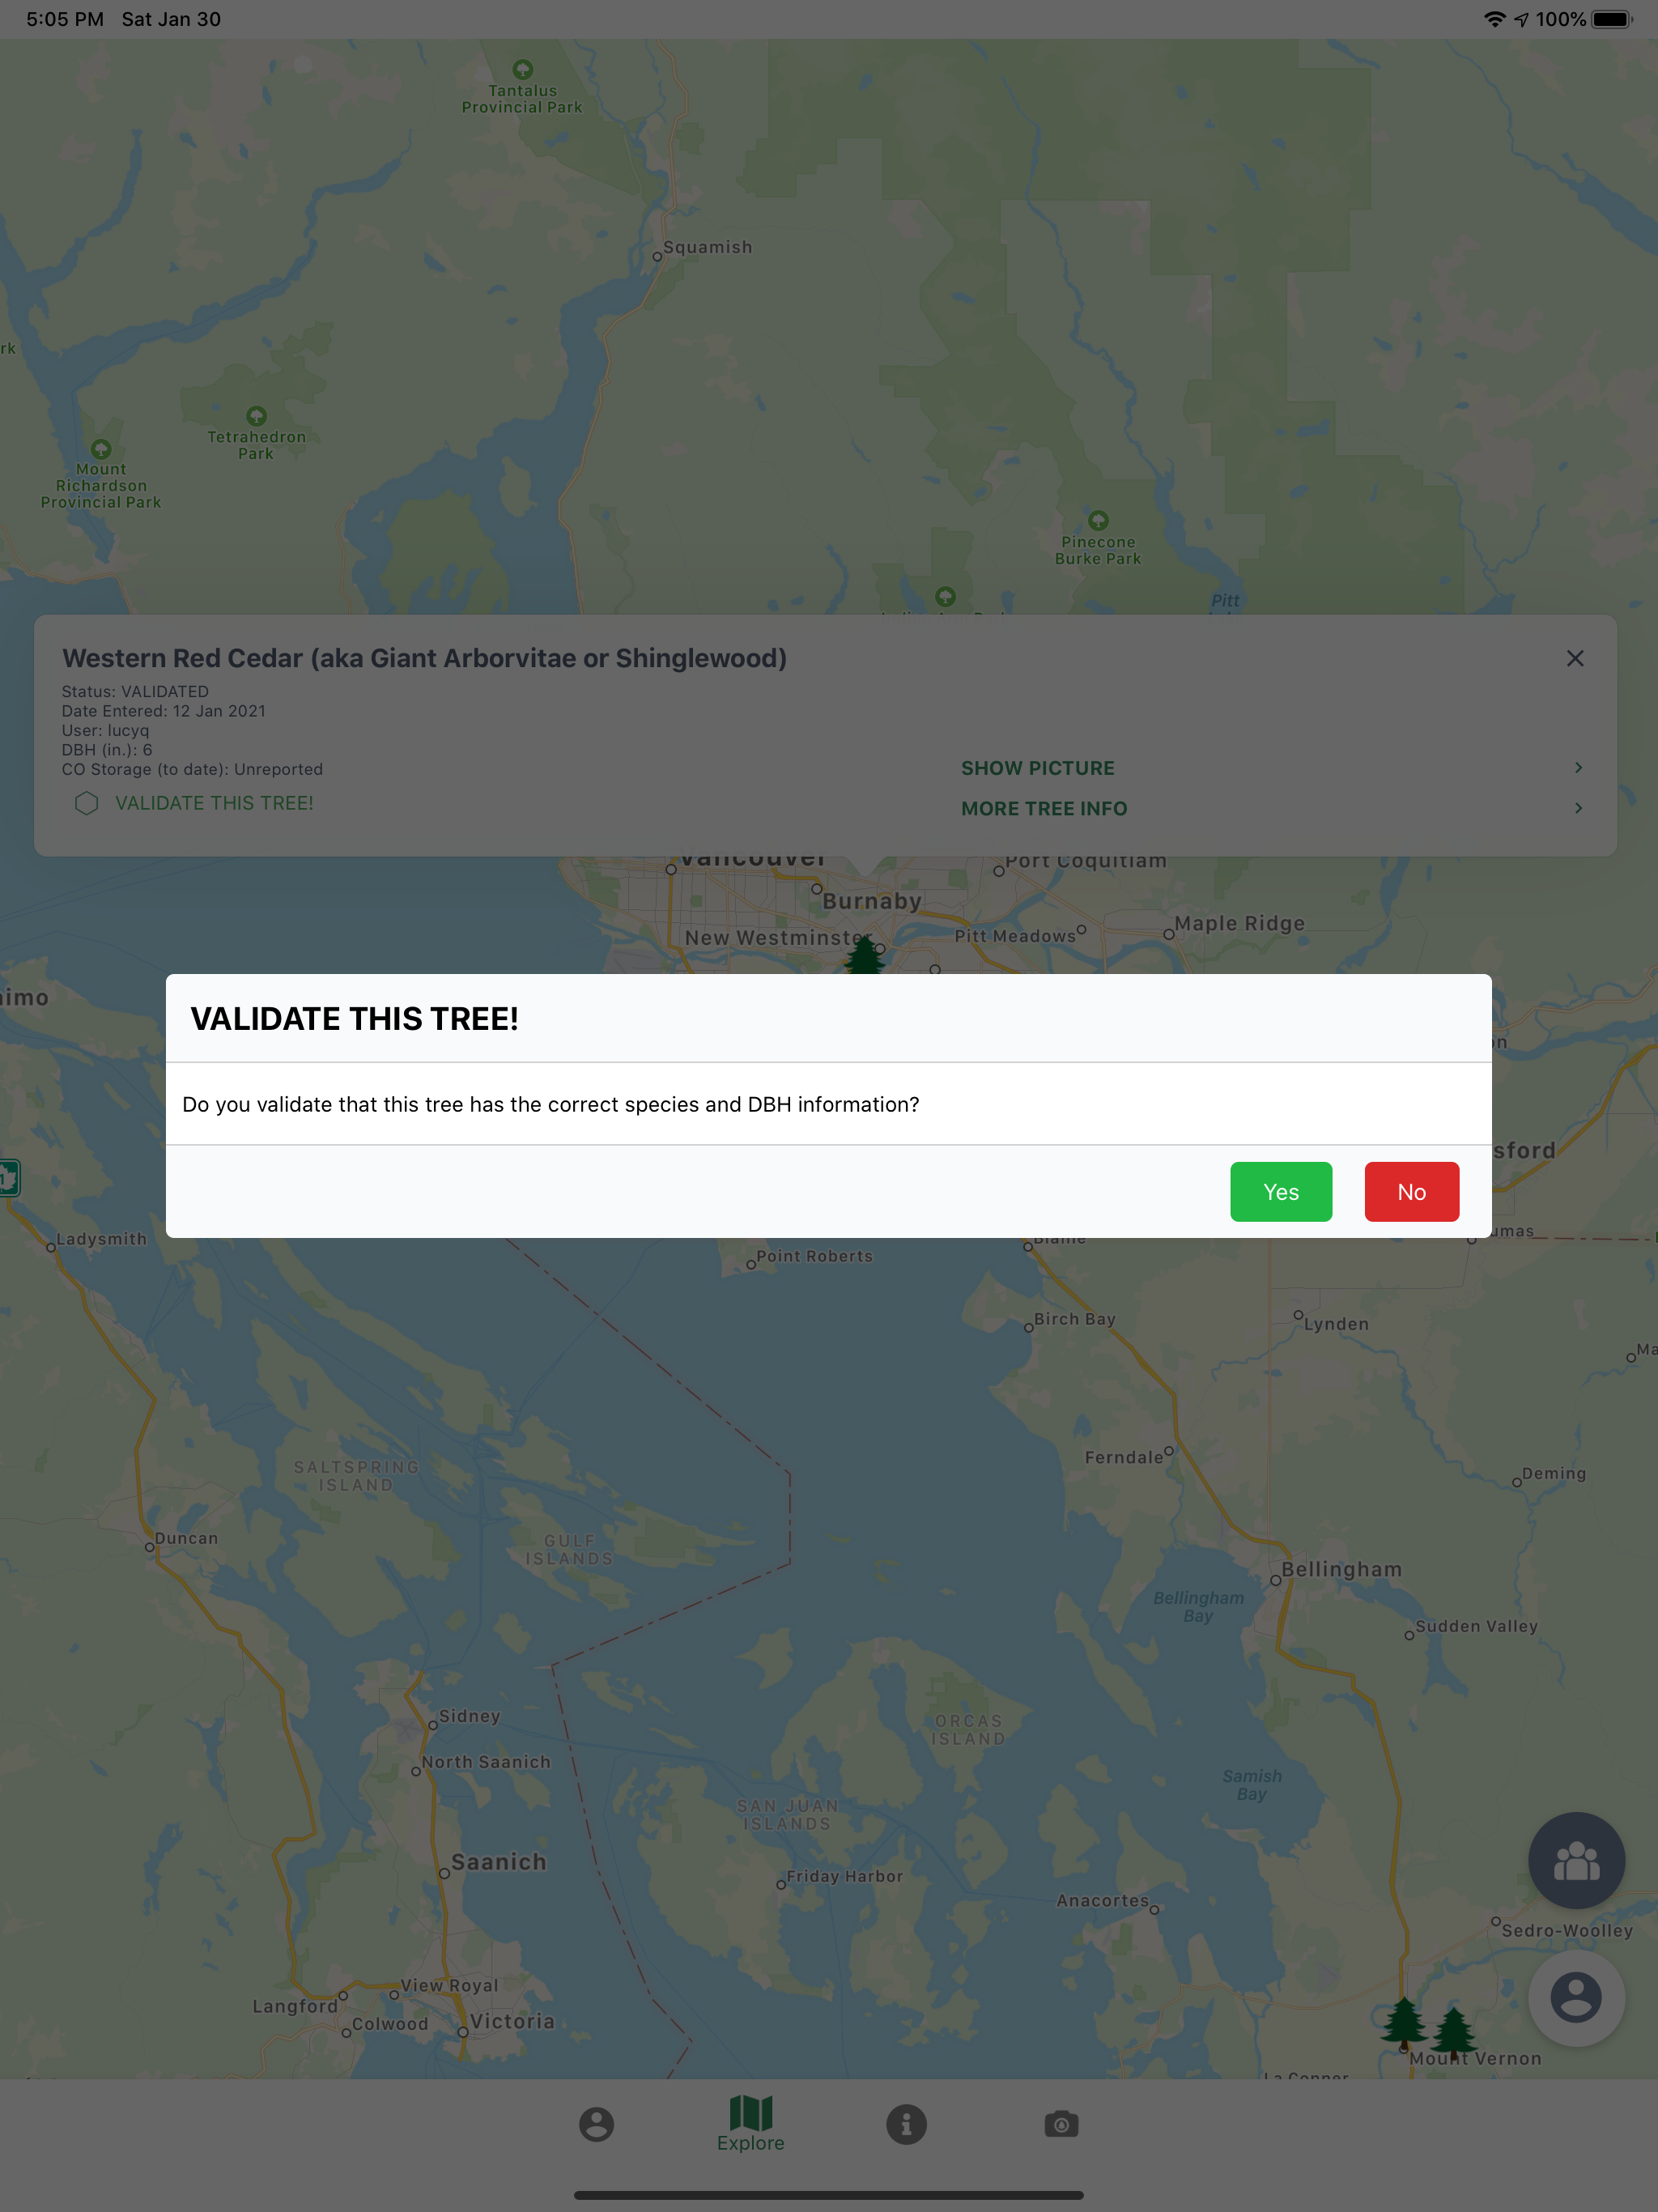 5:05 PM Sat Jan 30
100%
Tantalus
Provincial Park
Squamish
rk
Tetrahedron
Park
Mount
Richardson
Provincial Park
Pinecone
Burke Park
Pitt
Western Red Cedar (aka Giant Arborvitae or Shinglewood)
Status: VALIDATED
Date Entered: 12 Jan 2021
User: lucyq
DBH (in.): 6
CO Storage (to date): Unreported
VALIDATE THIS TREE!
SHOW PICTURE
MORE TREE INFO
Vancouver
Port Coquitlam
Burnaby
Maple Ridge
New Westminster
Pitt Meadows
imo
VALIDATE THIS TREE!
on
Do you validate that this tree has the correct species and DBH information?
sford
1
Yes
No
Ladysmith
Blaine
umas
Point Roberts
Birch Bay
Lynden
Ma
Ferndale
SALTSPRING
ISLAND
Deming
Duncan
GULF
ISLANDS
Bellingham
Bellingham
Bay
Sudden Valley
Sidney
ORCAS
ISLAND
North Saanich
Samish
Bay
SAN JUAN
ISLANDS
Saanich
Friday Harbor
Anacortes
Sedro-Woolley
View Royal
Langford
Colwood
Victoria
Mount Vernon
La Conner
Explore